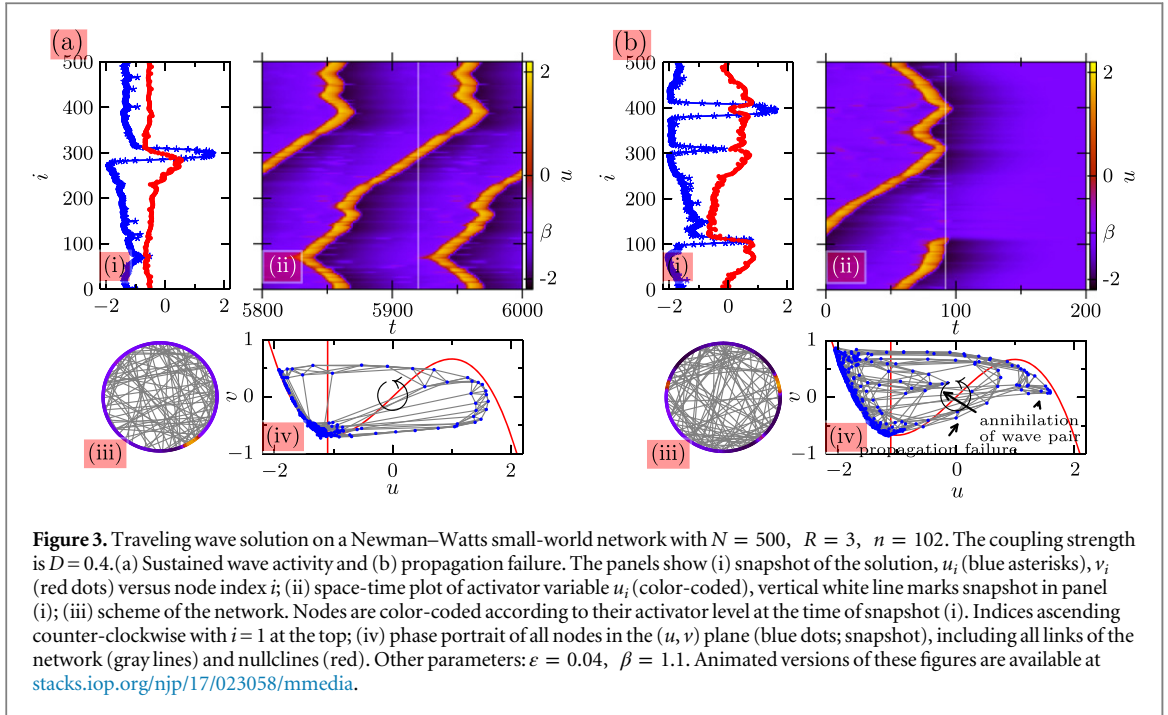 (a)
(b)
500
400
300
200
100
0
i
−2 0 2
(i)
(ii)
5800 5900 6000
t
2
0
β
-2
u
500
400
300
200
100
0
i
−2 −1 0 1 2
(i)
(ii)
0 100 200
t
2
0
β
-2
u
(iii)
1
0
−1
v
(iv)
−2 0 2
u
(iii)
1
0
−1
v
(iv)
annihilation
of wave pair
propagation failure
−2 0 2
u
Figure 3. Traveling wave solution on a Newman–Watts small-world network with N = 500, R = 3, n = 102. The coupling strength
is D = 0.4.(a) Sustained wave activity and (b) propagation failure. The panels show (i) snapshot of the solution, uᵢ (blue asterisks), vᵢ
(red dots) versus node index i; (ii) space-time plot of activator variable uᵢ (color-coded), vertical white line marks snapshot in panel
(i); (iii) scheme of the network. Nodes are color-coded according to their activator level at the time of snapshot (i). Indices ascending
counter-clockwise with i = 1 at the top; (iv) phase portrait of all nodes in the (u, v) plane (blue dots; snapshot), including all links of the
network (gray lines) and nullclines (red). Other parameters: ε = 0.04, β = 1.1. Animated versions of these figures are available at
stacks.iop.org/njp/17/023058/mmedia.